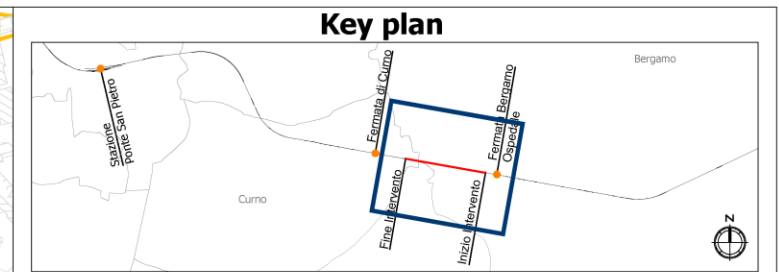 Key plan
Bergamo
Stazione
Ponte San Pietro
Fermata di Curno
Fermata Bergamo
Ospedale
Curno
Fine Intervento
Inizio Intervento
N